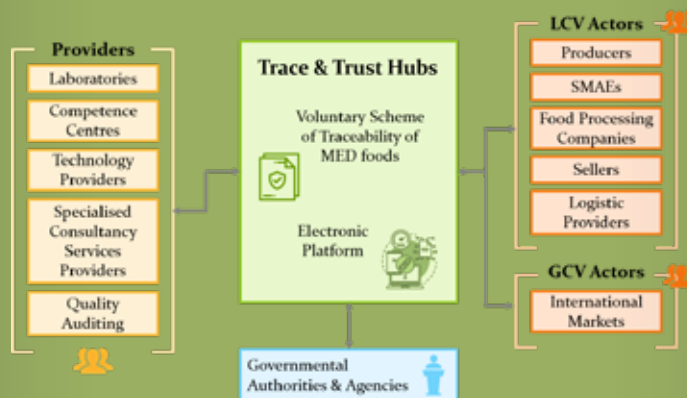 Providers
Laboratories
Competence
Centres
Technology
Providers
Specialised
Consultancy
Services
Providers
Quality
Auditing
Trace & Trust Hubs
Voluntary Scheme
of Traceability of
MED foods
Electronic
Platform
Governmental
Authorities & Agencies
LCV Actors
Producers
SMAEs
Food Processing
Companies
Sellers
Logistic
Providers
GCV Actors
International
Markets